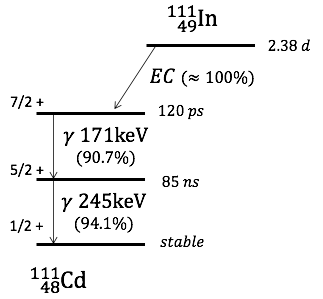 111
49In
2.38 d
EC (≈ 100%)
7/2 +
120 ps
γ 171keV
(90.7%)
5/2 +
85 ns
γ 245keV
(94.1%)
1/2 +
stable
111
48Cd